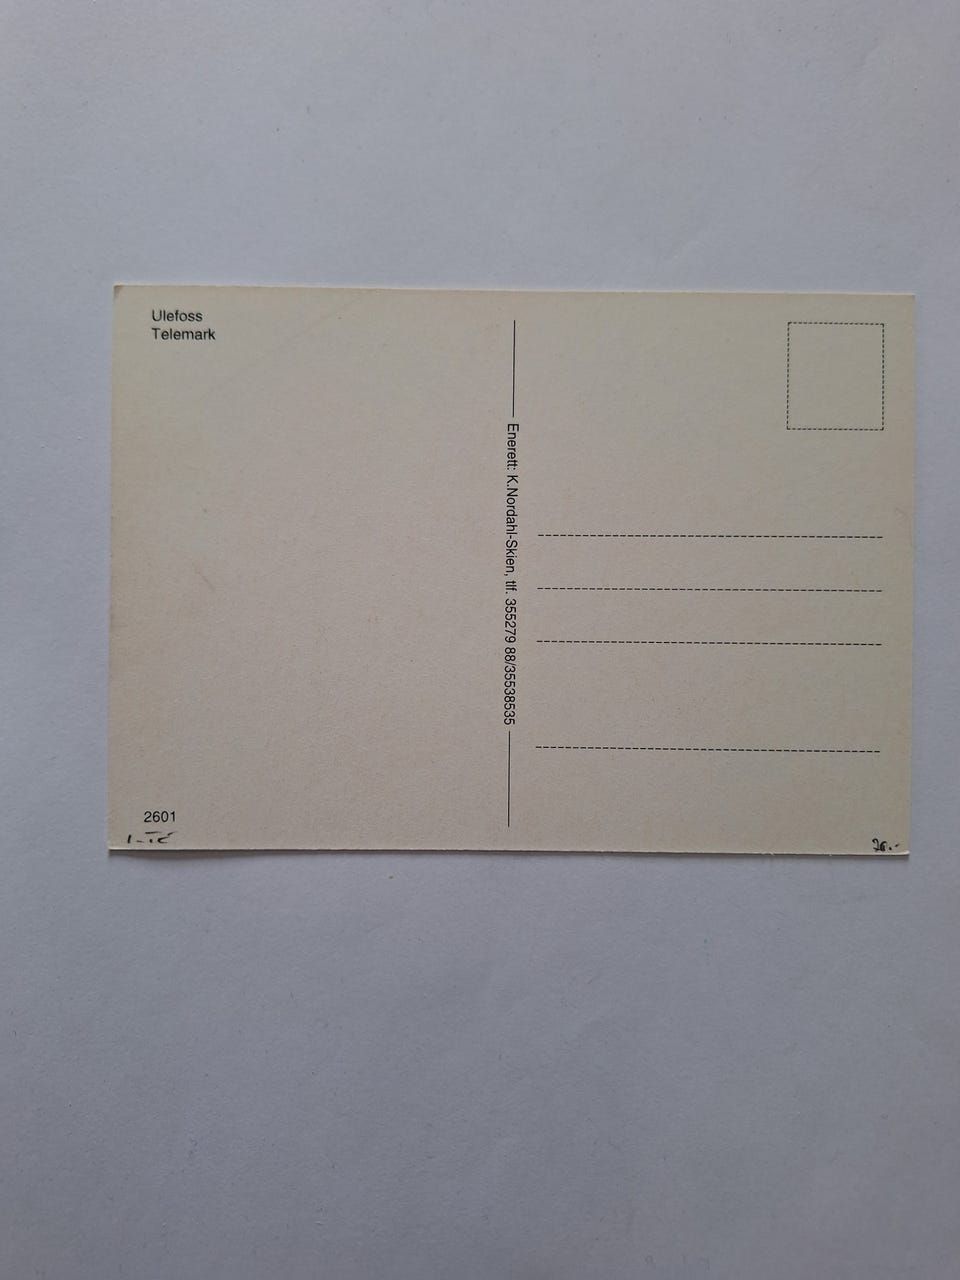 Ulefoss
Telemark
Enerett: K.Nordahl-Skien, tlf. 355279 88/35538535
2601